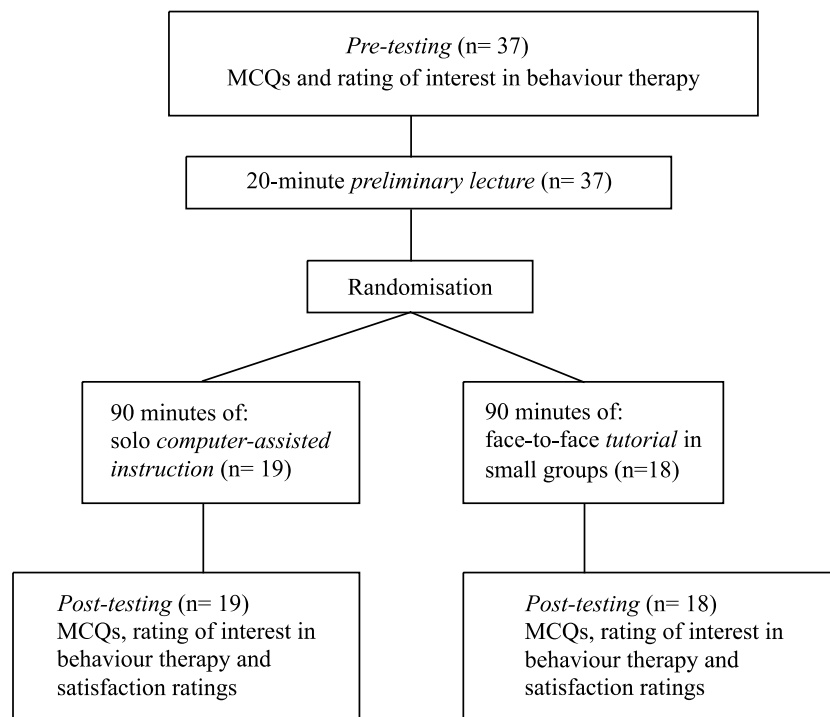 Pre-testing (n= 37)
MCQs and rating of interest in behaviour therapy
20-minute preliminary lecture (n= 37)
Randomisation
90 minutes of:
solo computer-assisted
instruction (n= 19)
90 minutes of:
face-to-face tutorial in
small groups (n=18)
Post-testing (n= 19)
MCQs, rating of interest in
behaviour therapy and
satisfaction ratings
Post-testing (n= 18)
MCQs, rating of interest in
behaviour therapy and
satisfaction ratings